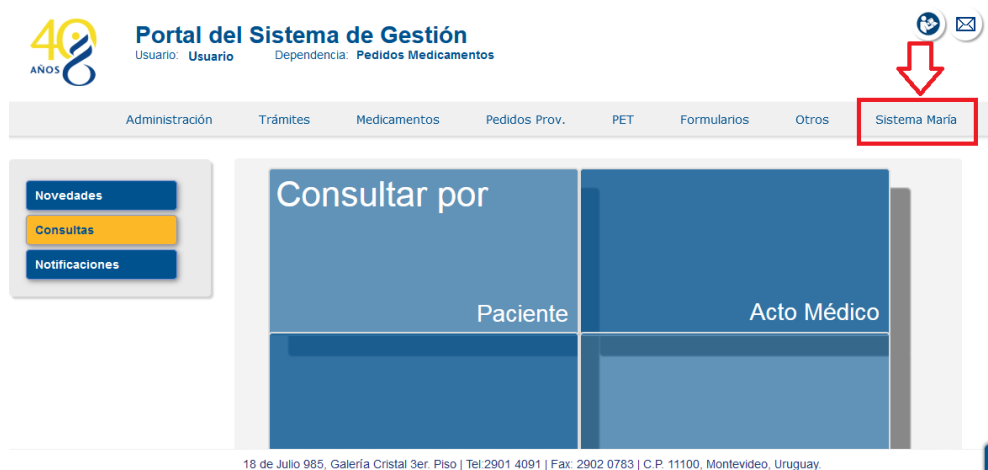 40
AÑOS
Portal del Sistema de Gestión
Usuario: Usuario Dependencia: Pedidos Medicamentos
Administración Trámites Medicamentos Pedidos Prov. PET Formularios Otros Sistema María
Novedades
Consultas
Notificaciones
Consultar por
Paciente
Acto Médico
18 de Julio 985, Galería Cristal 3er. Piso | Tel:2901 4091 | Fax: 2902 0783 | C.P. 11100, Montevideo, Uruguay.